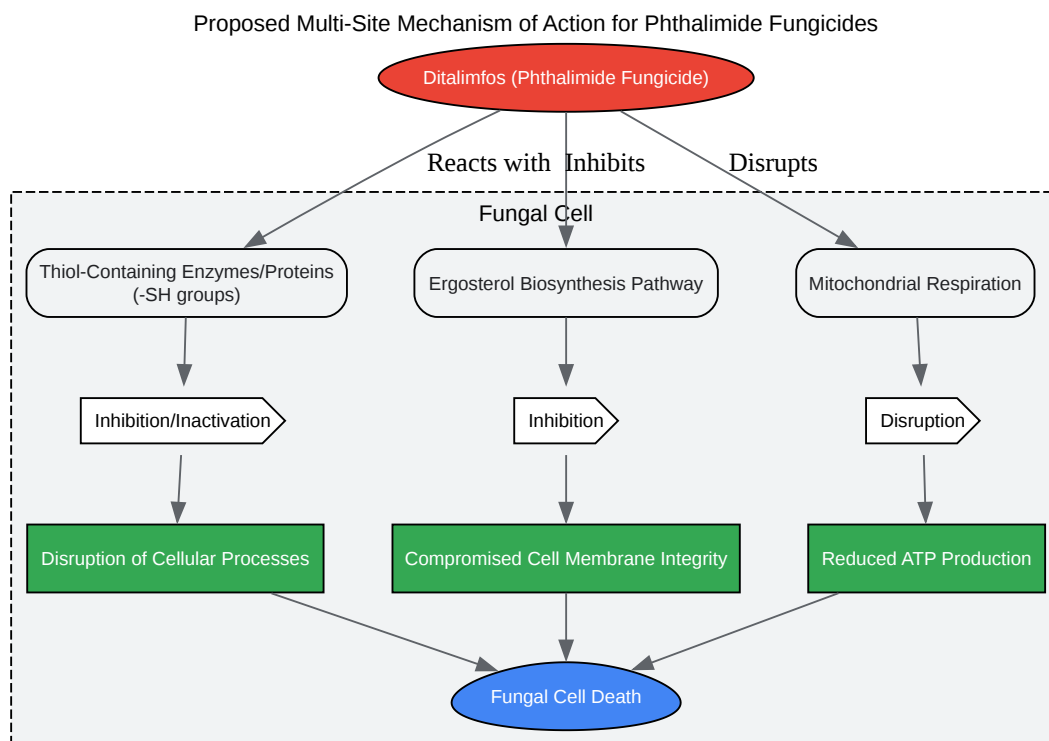 Proposed Multi-Site Mechanism of Action for Phthalimide Fungicides
Ditalimfos (Phthalimide Fungicide)
Reacts with
Inhibits
Disrupts
Fungal Cell
Thiol-Containing Enzymes/Proteins
(-SH groups)
Ergosterol Biosynthesis Pathway
Mitochondrial Respiration
Inhibition/Inactivation
Inhibition
Disruption
Disruption of Cellular Processes
Compromised Cell Membrane Integrity
Reduced ATP Production
Fungal Cell Death